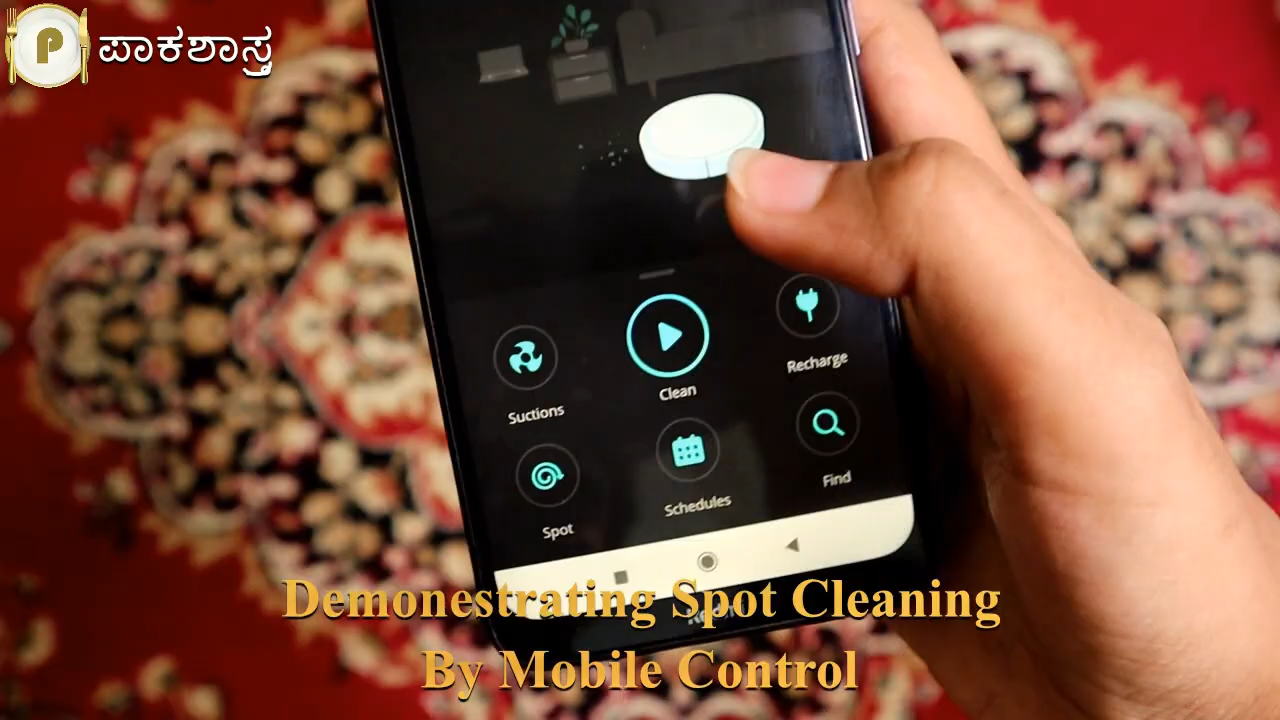 P ಪಾಕಶಾಸ್ತ್ರ
Suctions
Clean
Recharge
Spot
Schedules
Find
Demonestrating Spot Cleaning
By Mobile Control